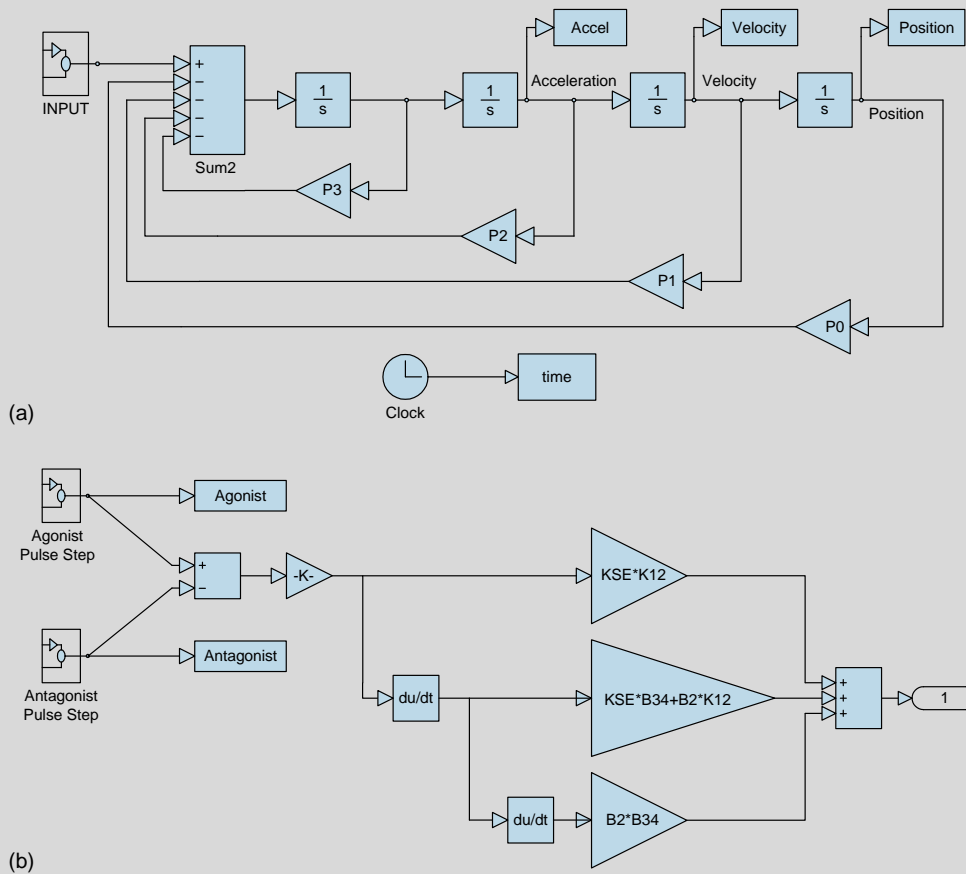 Accel
Velocity
Position
INPUT
+
−
−
−
−
Sum2
1
s
1
s
Acceleration
1
s
Velocity
1
s
Position
P3
P2
P1
P0
Clock
time
(a)
Agonist
Pulse Step
Agonist
+
−
-K-
KSE*K12
Antagonist
Pulse Step
Antagonist
du/dt
KSE*B34+B2*K12
+
+
+
1
du/dt
B2*B34
(b)